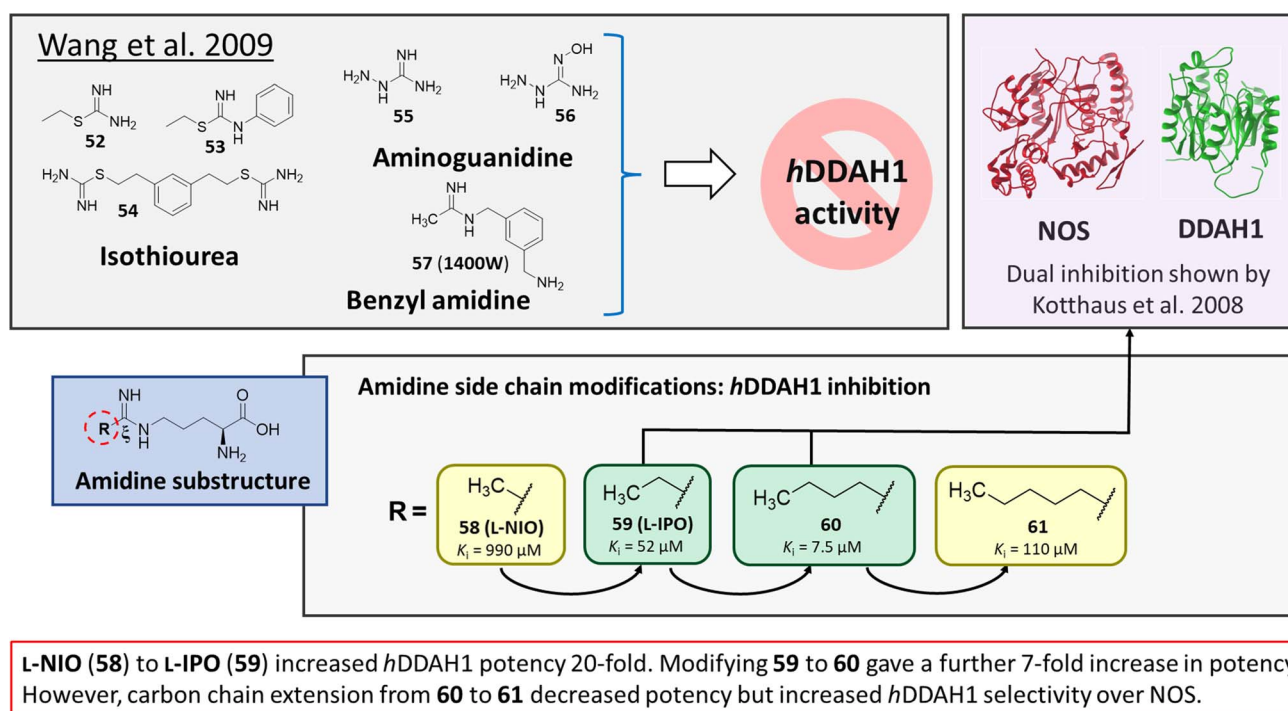 Wang et al. 2009
NH
S
NH₂
52
NH
S
N
H
53
H₂N
S
NH
S
NH₂
NH
54
Isothiourea
NH
H₂N
N
H
NH₂
55
N
OH
H₂N
N
H
NH₂
56
Aminoguanidine
NH
H₃C
N
H
NH₂
57 (1400W)
Benzyl amidine
hDDAH1
activity
NOS
DDAH1
Dual inhibition shown by
Kotthaus et al. 2008
NH
O
R
N
H
OH
NH₂
Amidine substructure
Amidine side chain modifications: hDDAH1 inhibition
R =
H₃C
58 (L-NIO)
Kᵢ = 990 µM
H₃C
59 (L-IPO)
Kᵢ = 52 µM
H₃C
60
Kᵢ = 7.5 µM
H₃C
61
Kᵢ = 110 µM
L-NIO (58) to L-IPO (59) increased hDDAH1 potency 20-fold. Modifying 59 to 60 gave a further 7-fold increase in potency
However, carbon chain extension from 60 to 61 decreased potency but increased hDDAH1 selectivity over NOS.